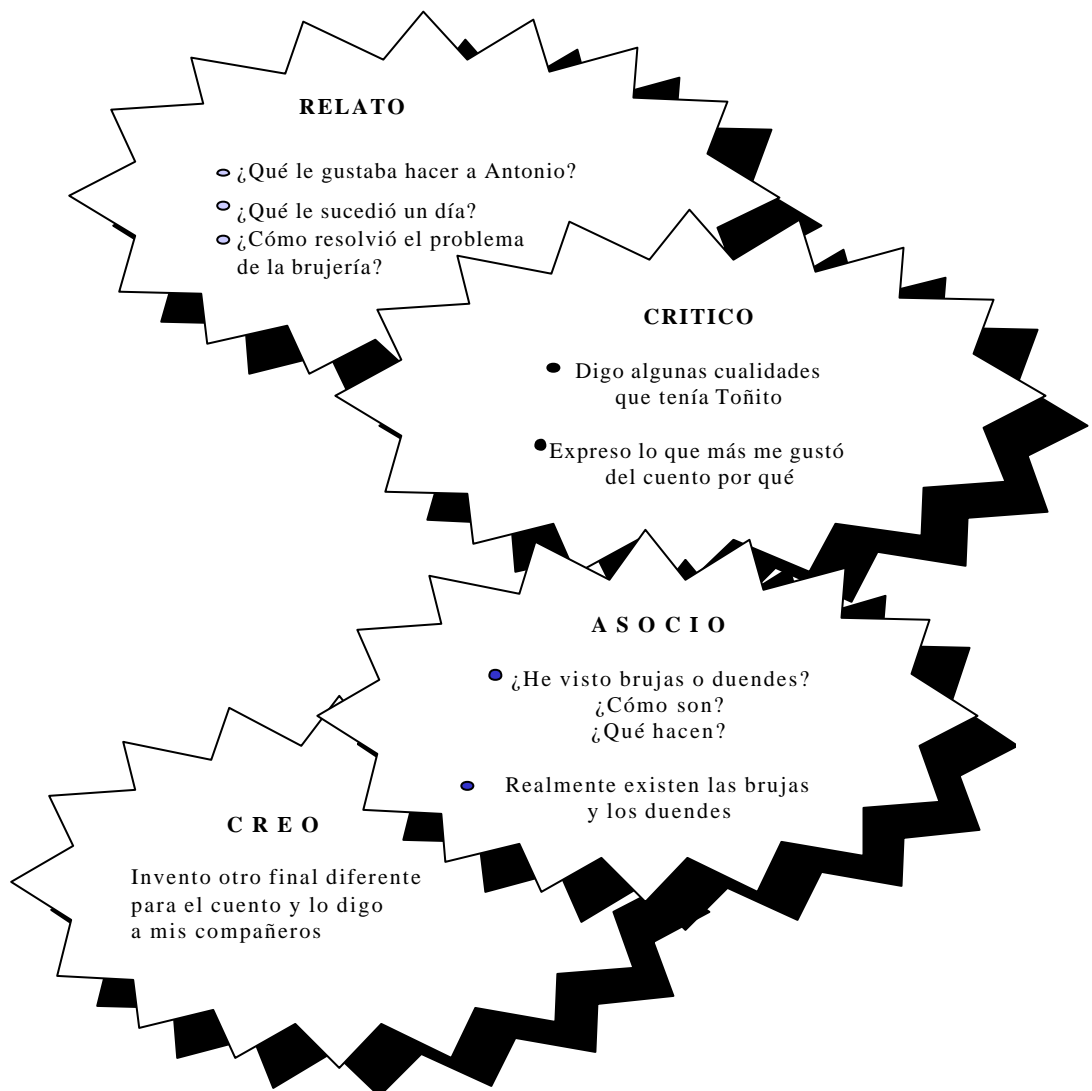 RELATO
¿Qué le gustaba hacer a Antonio?
¿Qué le sucedió un día?
¿Cómo resolvió el problema
de la brujería?
CRITICO
Digo algunas cualidades
que tenía Toñito
Expreso lo que más me gustó
del cuento por qué
ASOCIO
¿He visto brujas o duendes?
¿Cómo son?
¿Qué hacen?
Realmente existen las brujas
y los duendes
CREO
Invento otro final diferente
para el cuento y lo digo
a mis compañeros